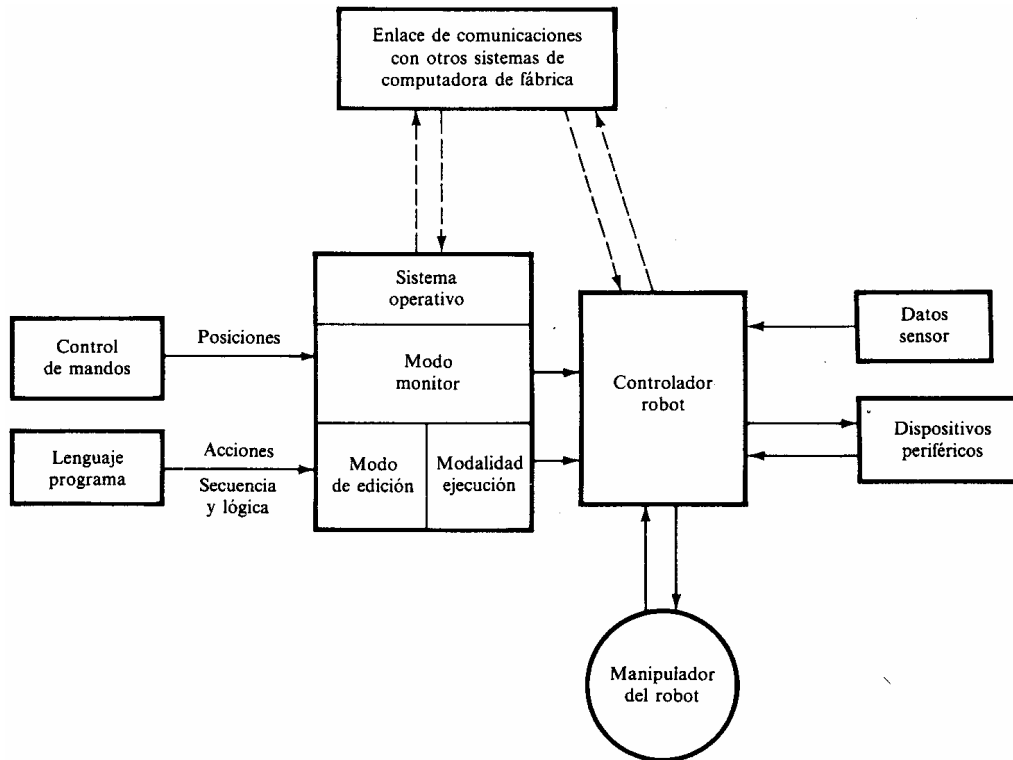 Enlace de comunicaciones
con otros sistemas de
computadora de fábrica
Sistema
operativo
Control
de mandos
Posiciones
Modo
monitor
Controlador
robot
Datos
sensor
Lenguaje
programa
Acciones
Secuencia
y lógica
Modo
de edición
Modalidad
ejecución
Dispositivos
periféricos
Manipulador
del robot